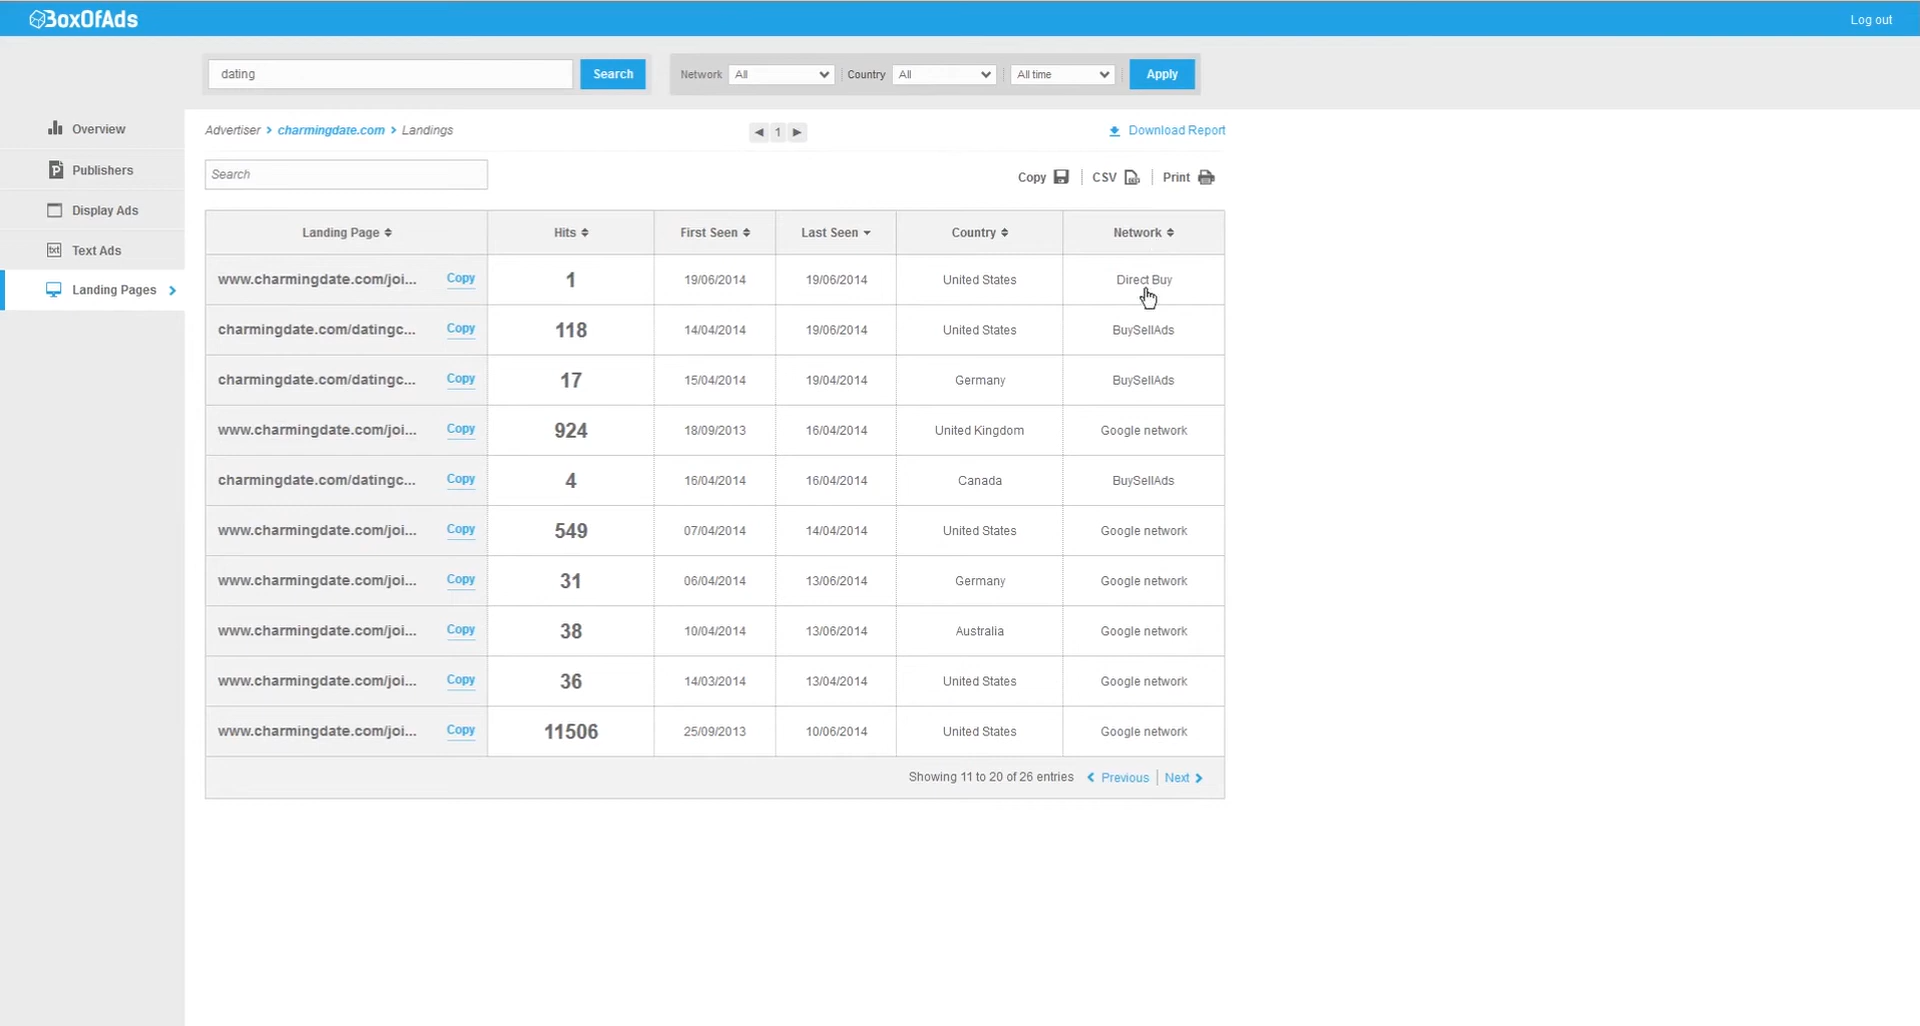 BoxOfAds
Log out
dating
Search
Network All Country All All time Apply
Overview
Publishers
Display Ads
Text Ads
Landing Pages
Advertiser > charmingdate.com > Landings
1
Download Report
Search
Copy | CSV | Print
Landing Page Hits First Seen Last Seen Country Network
www.charmingdate.com/joi... Copy 1 19/06/2014 19/06/2014 United States Direct Buy
charmingdate.com/datingc... Copy 118 14/04/2014 19/06/2014 United States BuySellAds
charmingdate.com/datingc... Copy 17 15/04/2014 19/04/2014 Germany BuySellAds
www.charmingdate.com/joi... Copy 924 18/09/2013 16/04/2014 United Kingdom Google network
charmingdate.com/datingc... Copy 4 16/04/2014 16/04/2014 Canada BuySellAds
www.charmingdate.com/joi... Copy 549 07/04/2014 14/04/2014 United States Google network
www.charmingdate.com/joi... Copy 31 06/04/2014 13/06/2014 Germany Google network
www.charmingdate.com/joi... Copy 38 10/04/2014 13/06/2014 Australia Google network
www.charmingdate.com/joi... Copy 36 14/03/2014 13/04/2014 United States Google network
www.charmingdate.com/joi... Copy 11506 25/09/2013 10/06/2014 United States Google network
Showing 11 to 20 of 26 entries Previous | Next